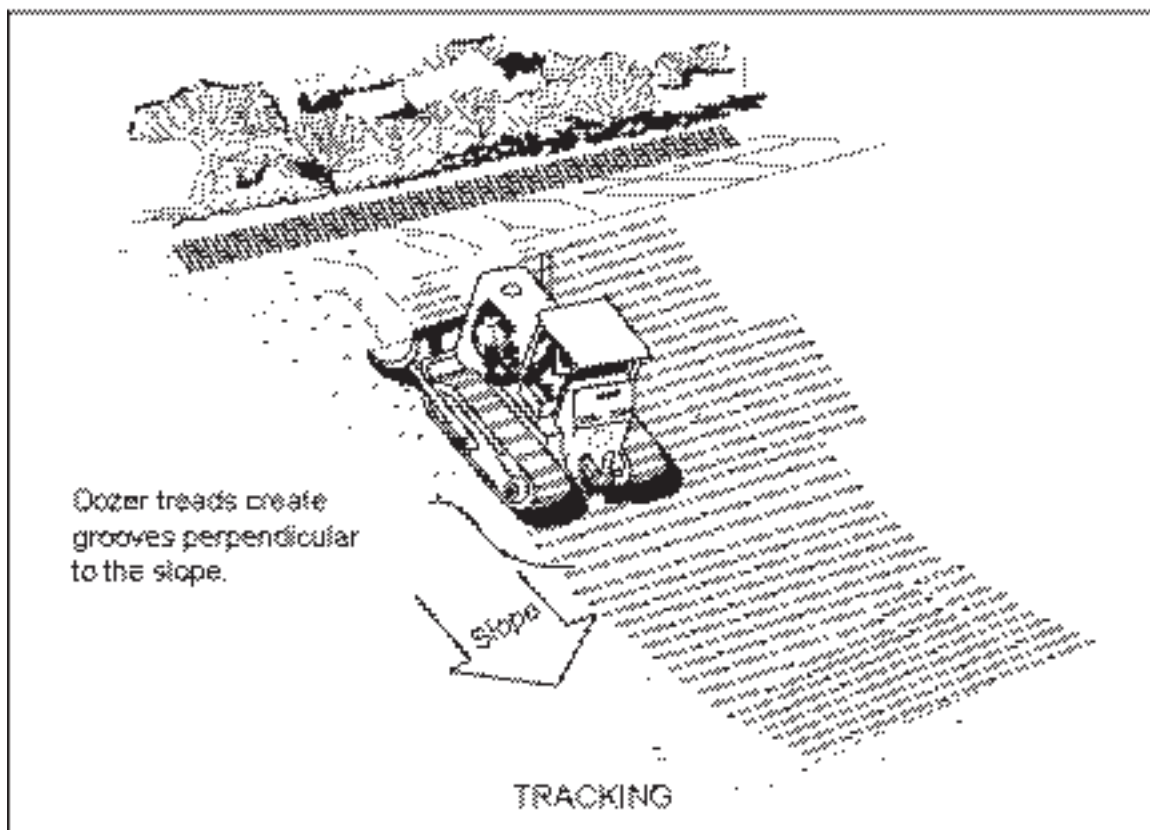 Dozer treads create
grooves perpendicular
to the slope.
Slope
TRACKING